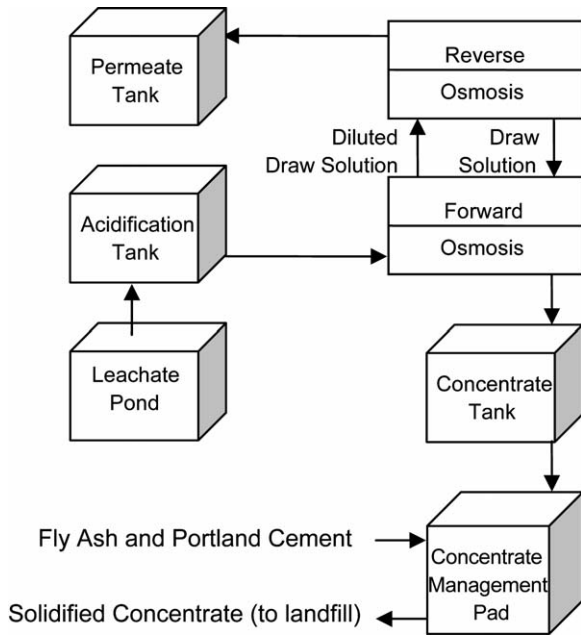 Permeate
Tank
Reverse
Osmosis
Diluted
Draw Solution
Draw
Solution
Acidification
Tank
Forward
Osmosis
Leachate
Pond
Concentrate
Tank
Fly Ash and Portland Cement
Concentrate
Management
Pad
Solidified Concentrate (to landfill)